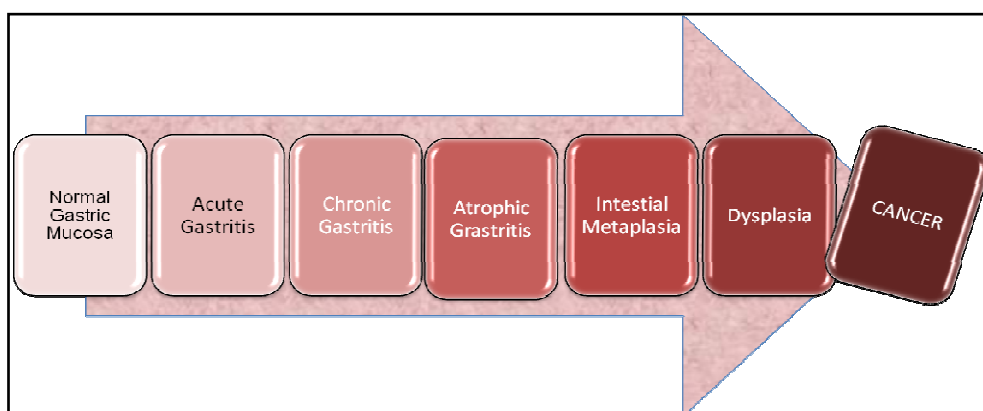 Normal
Gastric
Mucosa
Acute
Gastritis
Chronic
Gastritis
Atrophic
Grastritis
Intestial
Metaplasia
Dysplasia
CANCER